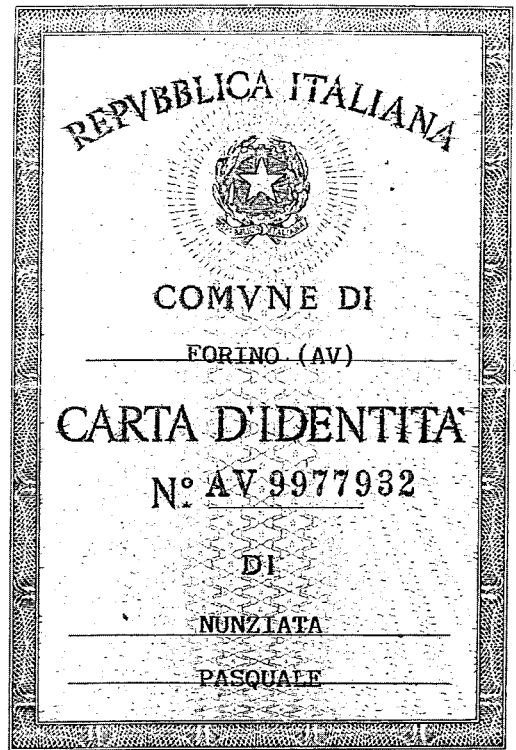 REPVBBLICA ITALIANA
COMVNE DI
FORINO (AV)
CARTA D'IDENTITA'
N° AV 9977932
DI
NUNZIATA
PASQUALE